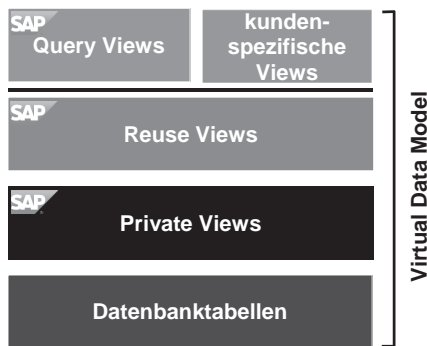 SAP
Query Views
kunden-
spezifische
Views
SAP
Reuse Views
SAP
Private Views
Datenbanktabellen
Virtual Data Model